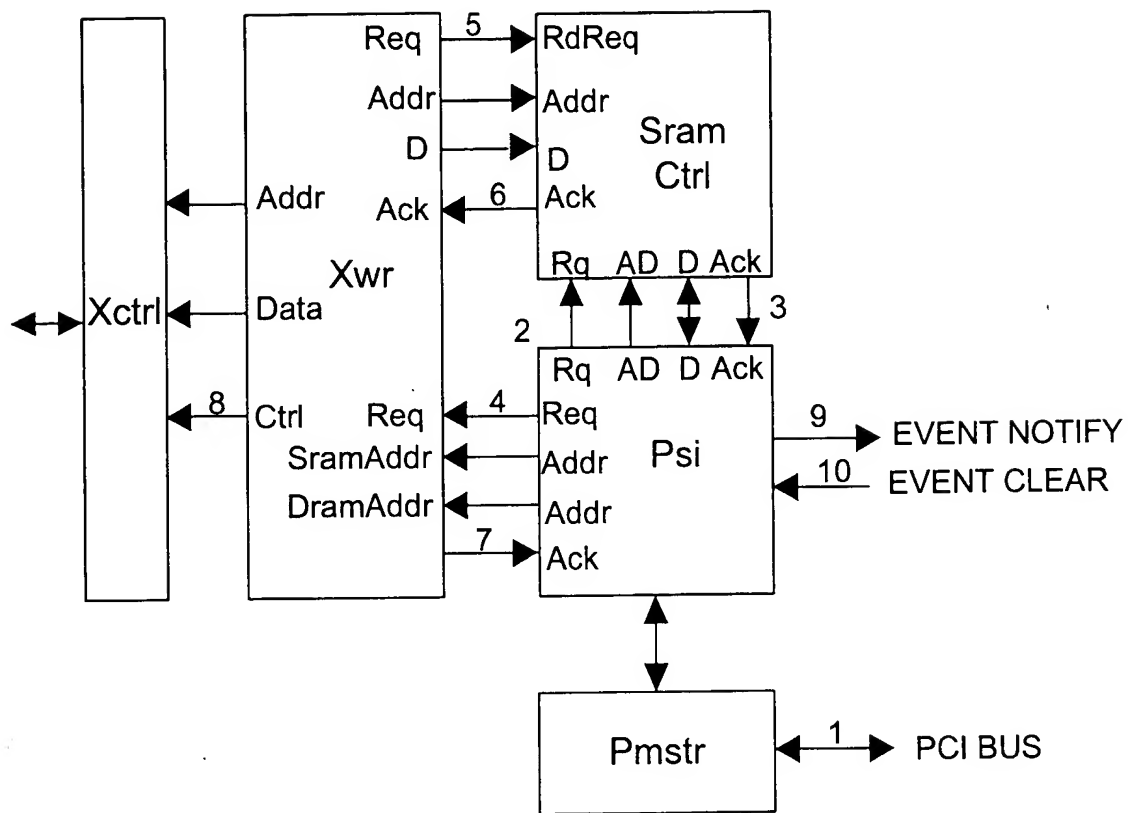 Req 5 RdReq
Addr Addr
D D
Sram
Ctrl
Addr Ack 6 Ack
Rq AD D Ack
Xwr
Xctrl Data
2 3
Rq AD D Ack
8 Ctrl Req 4 Req
9 EVENT NOTIFY
SramAddr Addr Psi
10 EVENT CLEAR
DramAddr Addr
7 Ack
Pmstr 1 PCI BUS